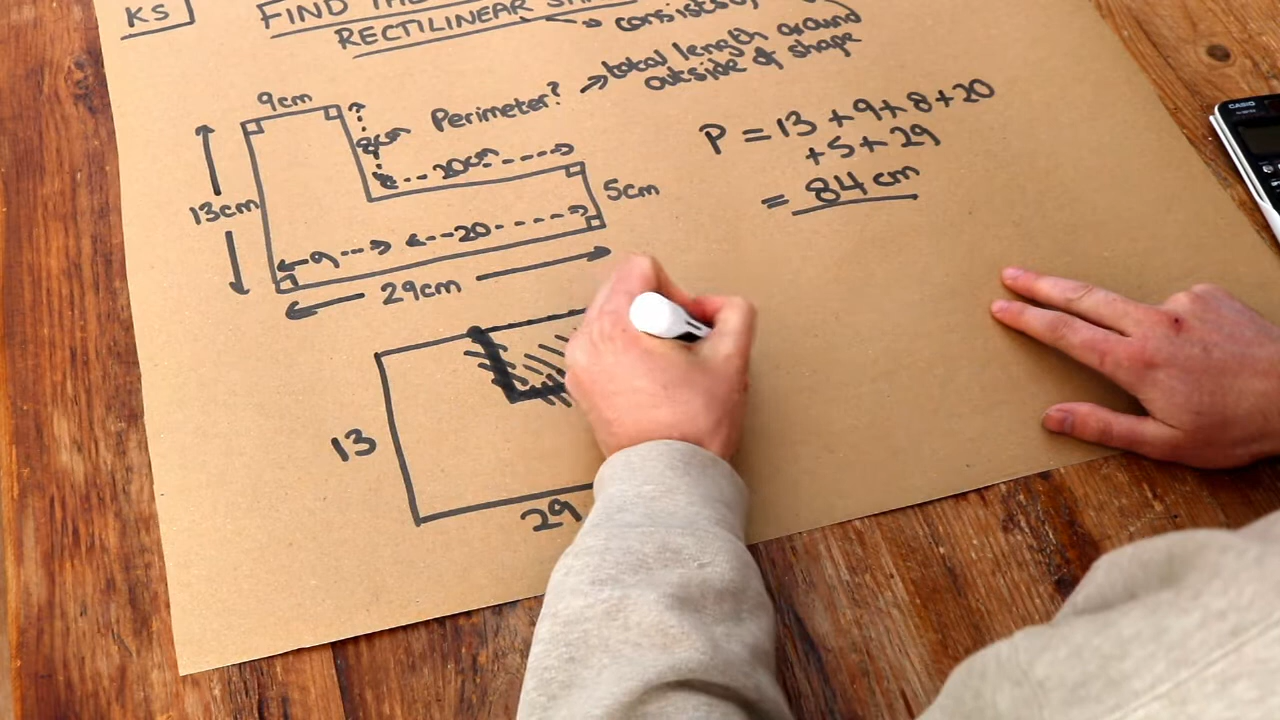 KS
FIND THE
RECTILINEAR
consists
total length around
outside of shape
Perimeter?
9cm
8cm
20cm
13cm
5cm
9
20
29cm
P = 13 + 9 + 8 + 20
+ 5 + 29
= 84 cm
13
29
CASIO